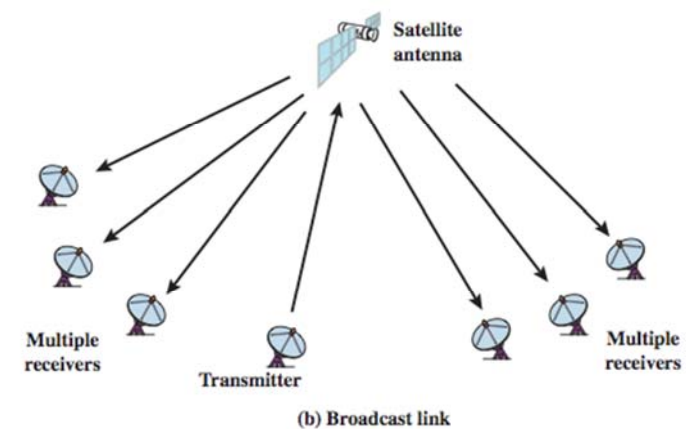 Satellite
antenna
Multiple
receivers
Transmitter
Multiple
receivers
(b) Broadcast link